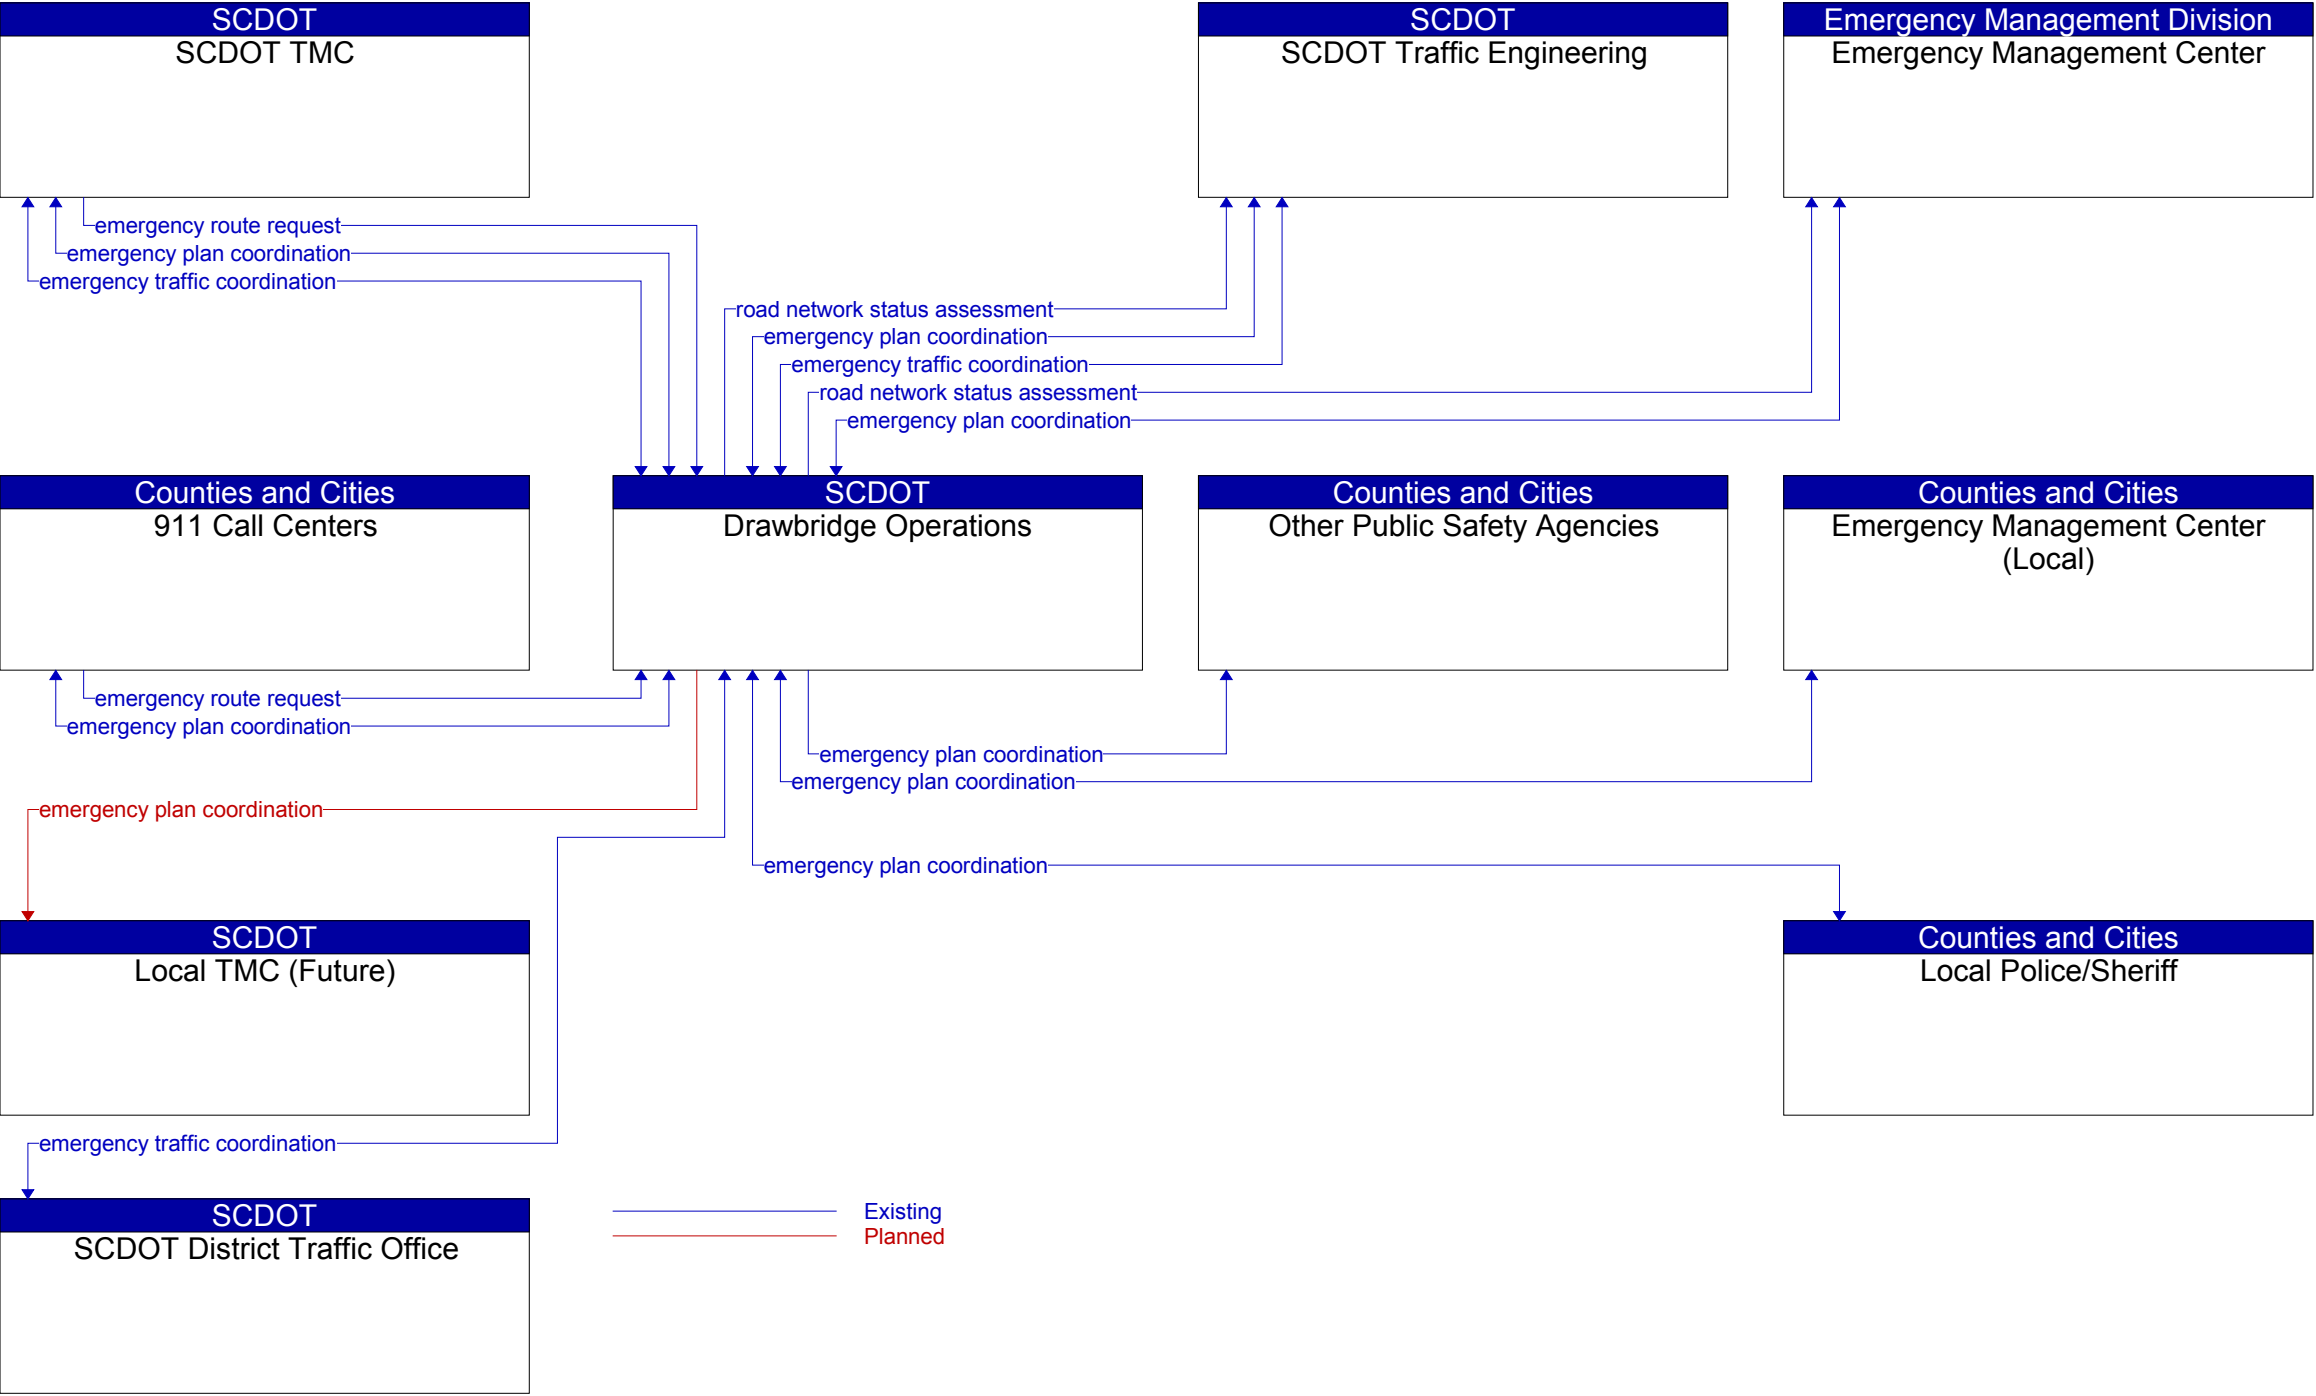 SCDOT
SCDOT TMC
SCDOT
SCDOT Traffic Engineering
Emergency Management Division
Emergency Management Center
emergency route request
emergency plan coordination
emergency traffic coordination
road network status assessment
emergency plan coordination
emergency traffic coordination
road network status assessment
emergency plan coordination
Counties and Cities
911 Call Centers
SCDOT
Drawbridge Operations
Counties and Cities
Other Public Safety Agencies
Counties and Cities
Emergency Management Center
(Local)
emergency route request
emergency plan coordination
emergency plan coordination
emergency plan coordination
emergency plan coordination
emergency plan coordination
SCDOT
Local TMC (Future)
Counties and Cities
Local Police/Sheriff
emergency traffic coordination
SCDOT
SCDOT District Traffic Office
Existing
Planned